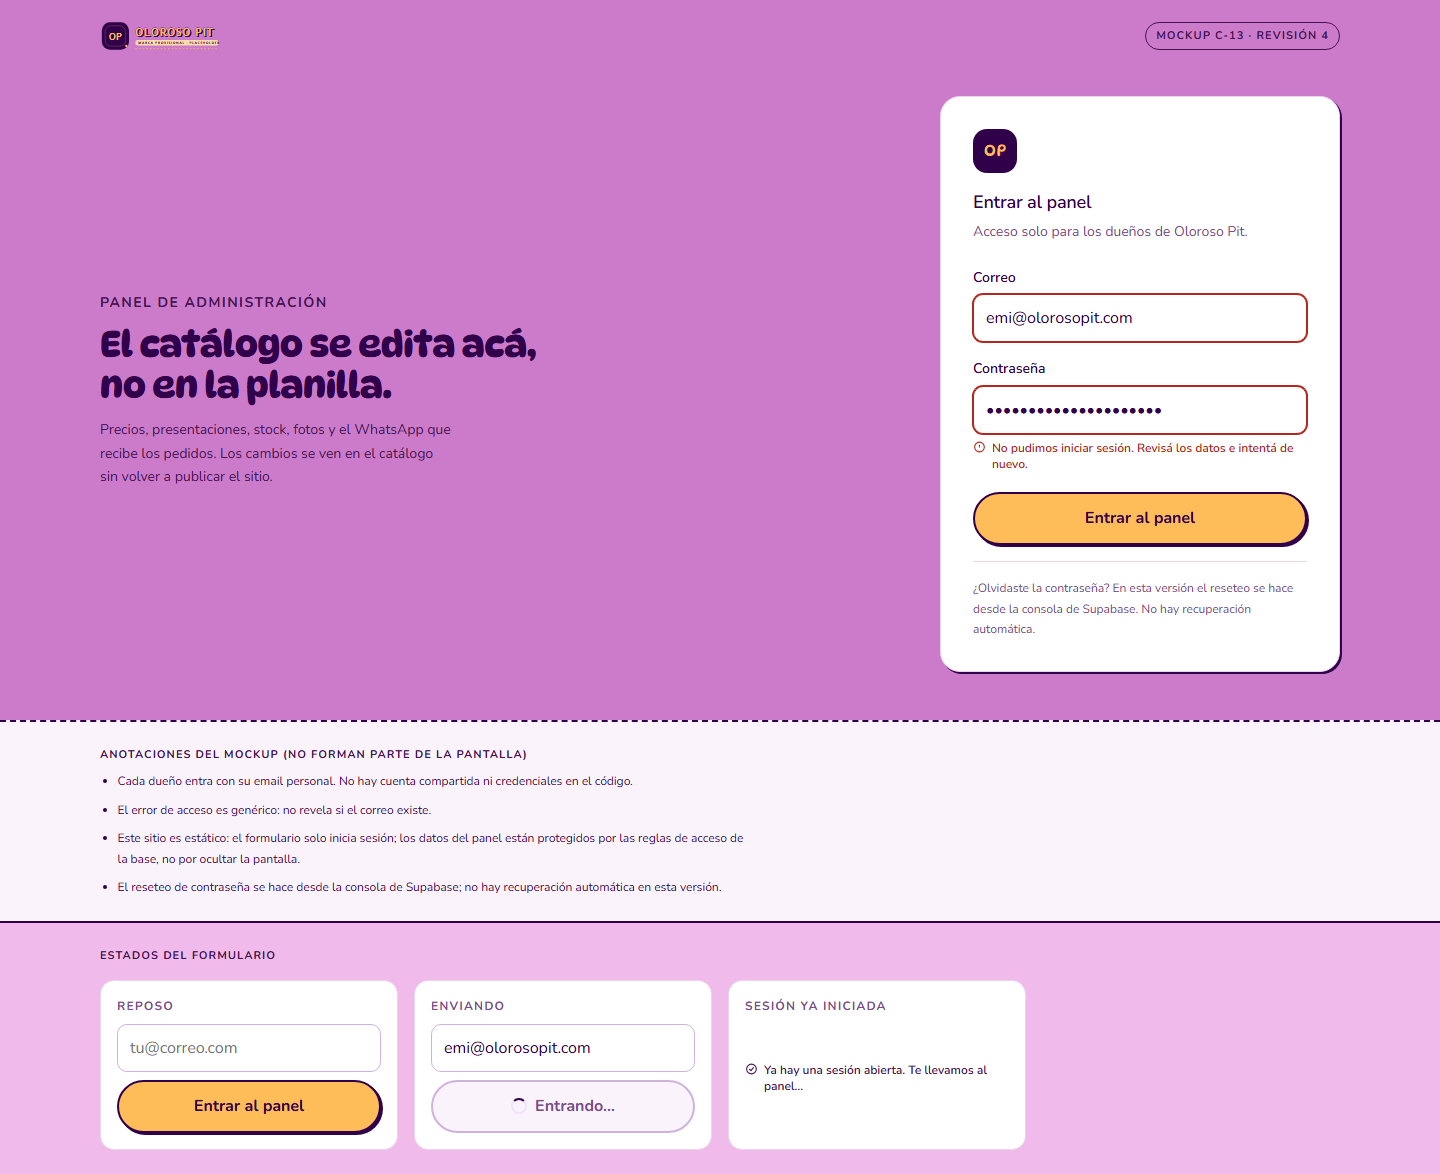 OP
OLOROSO PIT
MARCA PROVISIONAL · PLACEHOLDER
MOCKUP C-13 · REVISIÓN 4
PANEL DE ADMINISTRACIÓN
El catálogo se edita acá,
no en la planilla.
Precios, presentaciones, stock, fotos y el WhatsApp que
recibe los pedidos. Los cambios se ven en el catálogo
sin volver a publicar el sitio.
OP
Entrar al panel
Acceso solo para los dueños de Oloroso Pit.
Correo
emi@olorosopit.com
Contraseña
•••••••••••••••••••••
No pudimos iniciar sesión. Revisá los datos e intentá de
nuevo.
Entrar al panel
¿Olvidaste la contraseña? En esta versión el reseteo se hace
desde la consola de Supabase. No hay recuperación
automática.
ANOTACIONES DEL MOCKUP (NO FORMAN PARTE DE LA PANTALLA)
• Cada dueño entra con su email personal. No hay cuenta compartida ni credenciales en el código.
• El error de acceso es genérico: no revela si el correo existe.
• Este sitio es estático: el formulario solo inicia sesión; los datos del panel están protegidos por las reglas de acceso de
la base, no por ocultar la pantalla.
• El reseteo de contraseña se hace desde la consola de Supabase; no hay recuperación automática en esta versión.
ESTADOS DEL FORMULARIO
REPOSO
tu@correo.com
Entrar al panel
ENVIANDO
emi@olorosopit.com
Entrando...
SESIÓN YA INICIADA
Ya hay una sesión abierta. Te llevamos al
panel...